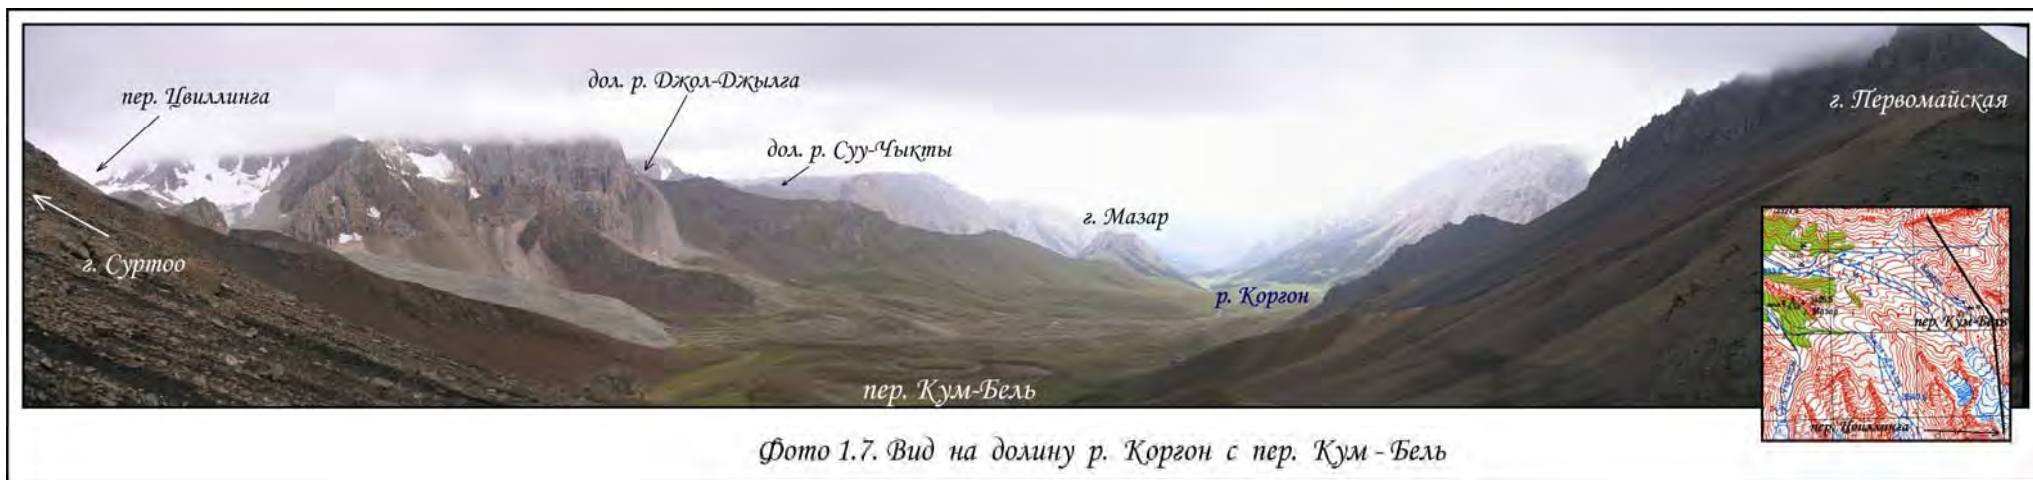 пер. Цвиллинга
дол. р. Джол-Джылга
дол. р. Суу-Чыкты
г. Первомайская
г. Мазар
г. Суртоо
р. Коргон
пер. Кум-Бель
Мазар
пер. Кум-Бель
пер. Цвиллинга
Фото 1.7. Вид на долину р. Коргон с пер. Кум - Бель